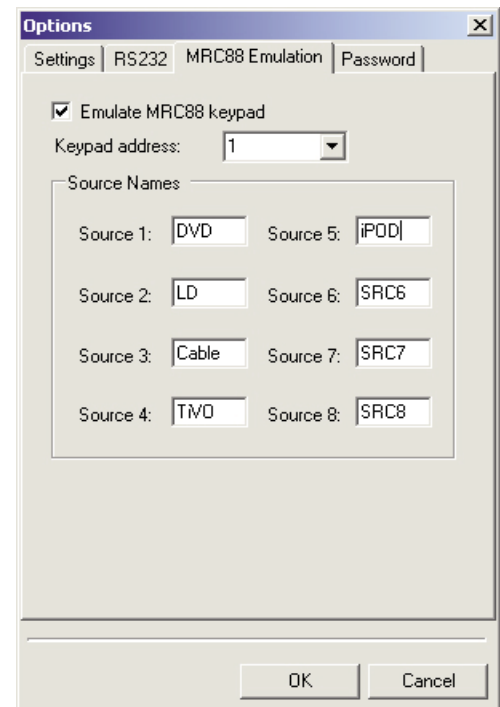 Options
Settings RS232 MRC88 Emulation Password
Emulate MRC88 keypad
Keypad address: 1
Source Names
Source 1: DVD Source 5: iPOD
Source 2: LD Source 6: SRC6
Source 3: Cable Source 7: SRC7
Source 4: TiVO Source 8: SRC8
OK Cancel